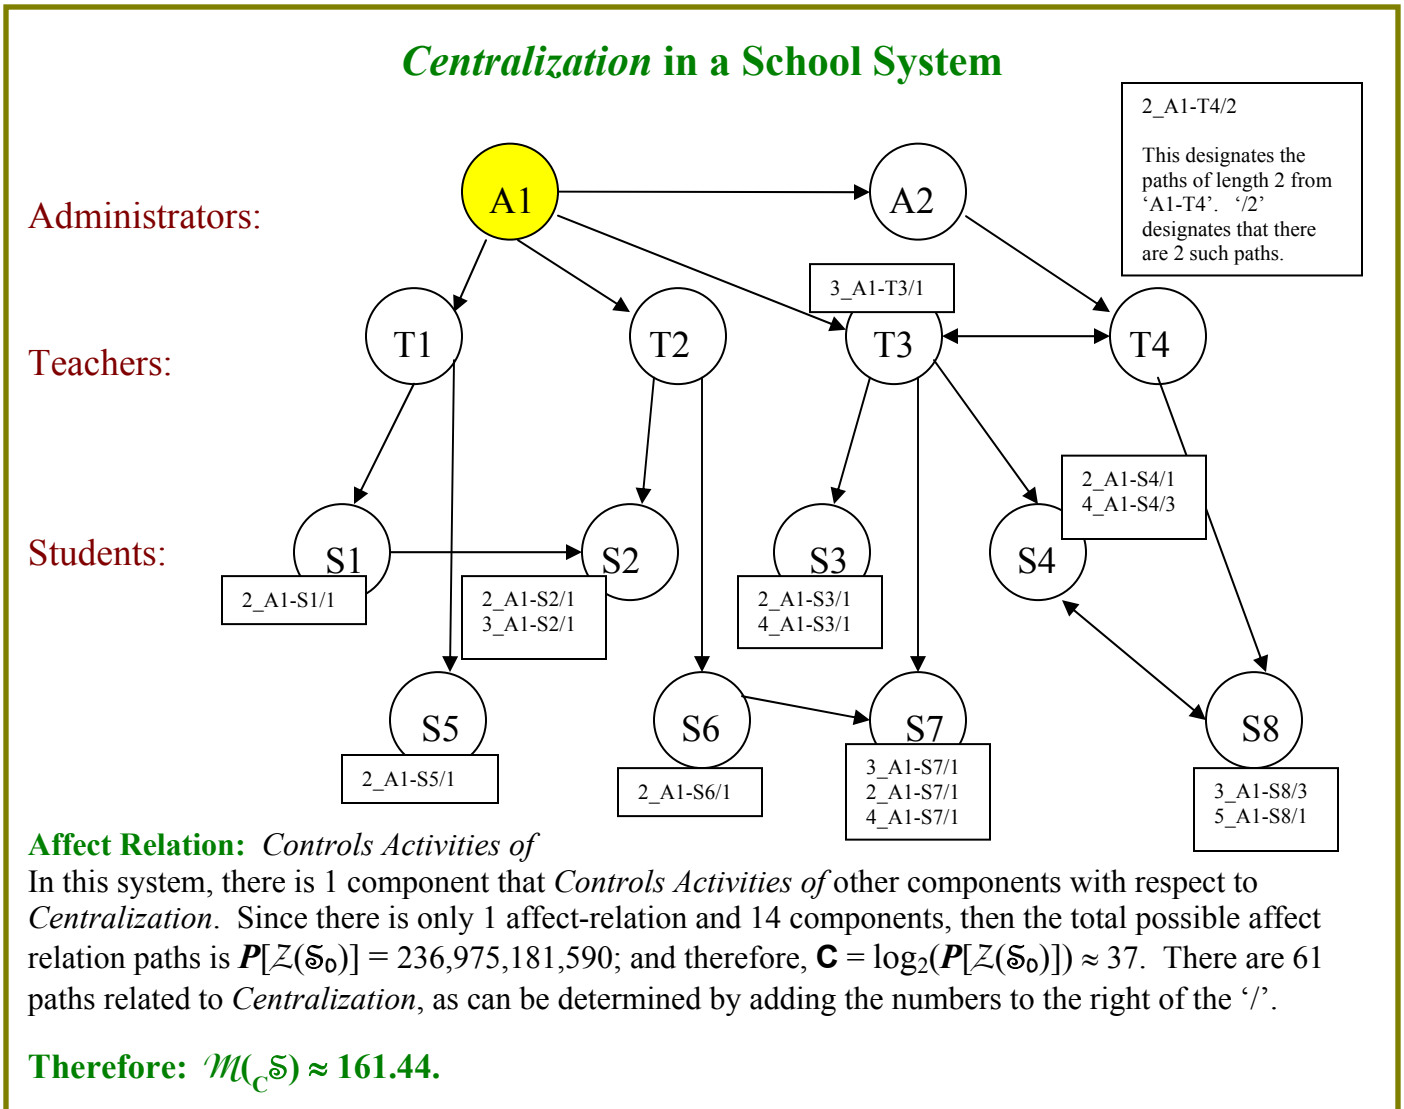 Centralization in a School System
2_A1-T4/2
This designates the
paths of length 2 from
‘A1-T4’. ‘/2’
designates that there
are 2 such paths.
Administrators:
A1
A2
3_A1-T3/1
Teachers:
T1
T2
T3
T4
2_A1-S4/1
4_A1-S4/3
Students:
S1
S2
S3
S4
2_A1-S1/1
2_A1-S2/1
3_A1-S2/1
2_A1-S3/1
4_A1-S3/1
S5
S6
S7
S8
2_A1-S5/1
2_A1-S6/1
3_A1-S7/1
2_A1-S7/1
4_A1-S7/1
3_A1-S8/3
5_A1-S8/1
Affect Relation: Controls Activities of
In this system, there is 1 component that Controls Activities of other components with respect to
Centralization. Since there is only 1 affect-relation and 14 components, then the total possible affect
relation paths is P[𝒵(𝕊₀)] = 236,975,181,590; and therefore, C = log₂(P[𝒵(𝕊₀)]) ≈ 37. There are 61
paths related to Centralization, as can be determined by adding the numbers to the right of the ‘/’.
Therefore: ℳ(C𝕊) ≈ 161.44.